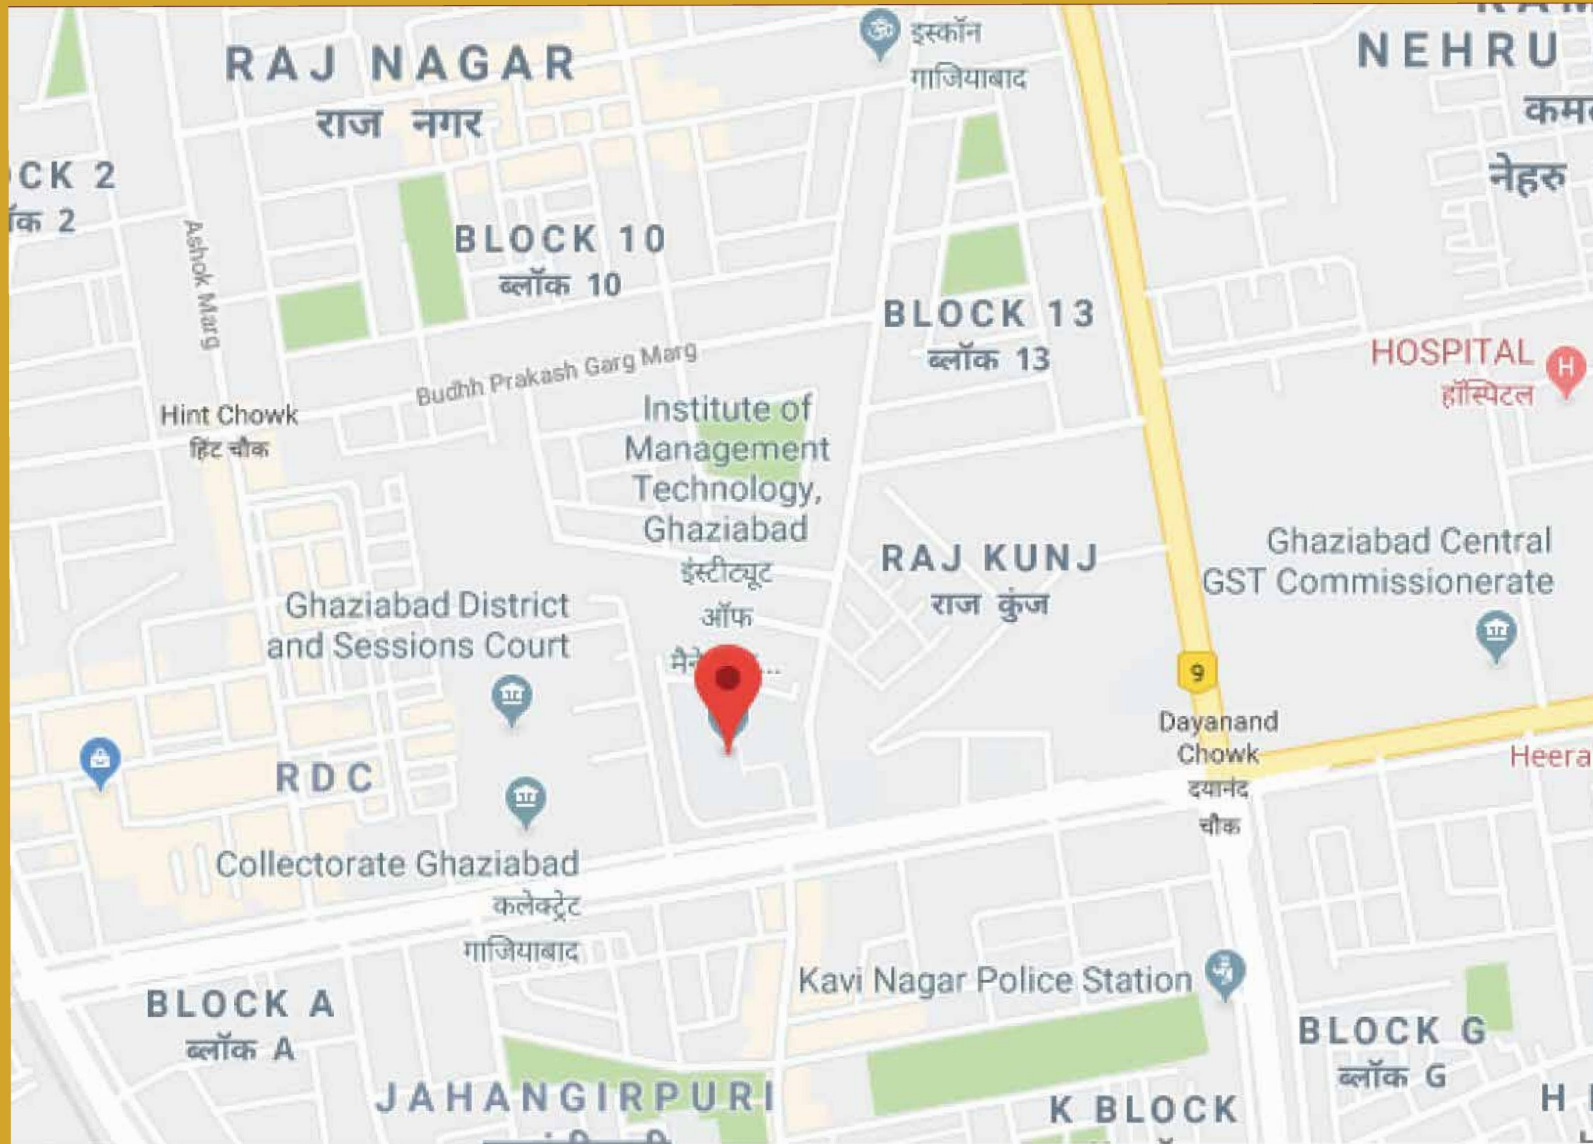 इस्कॉन
गाजियाबाद
RAJ NAGAR
राज नगर
NEHRU
नेहरु
CK 2
2
Ashok Marg
BLOCK 10
ब्लॉक 10
BLOCK 13
ब्लॉक 13
HOSPITAL
हॉस्पिटल
H
Budhh Prakash Garg Marg
Hint Chowk
हिंट चौक
Institute of
Management
Technology,
Ghaziabad
इंस्टीट्यूट
ऑफ
RAJ KUNJ
राज कुंज
Ghaziabad Central
GST Commissionerate
Ghaziabad District
and Sessions Court
9
Dayanand
Chowk
दयानंद
चौक
Heera
RDC
Collectorate Ghaziabad
कलेक्ट्रेट
गाजियाबाद
Kavi Nagar Police Station
BLOCK A
ब्लॉक A
BLOCK G
ब्लॉक G
JAHANGIRPURI
K BLOCK
H